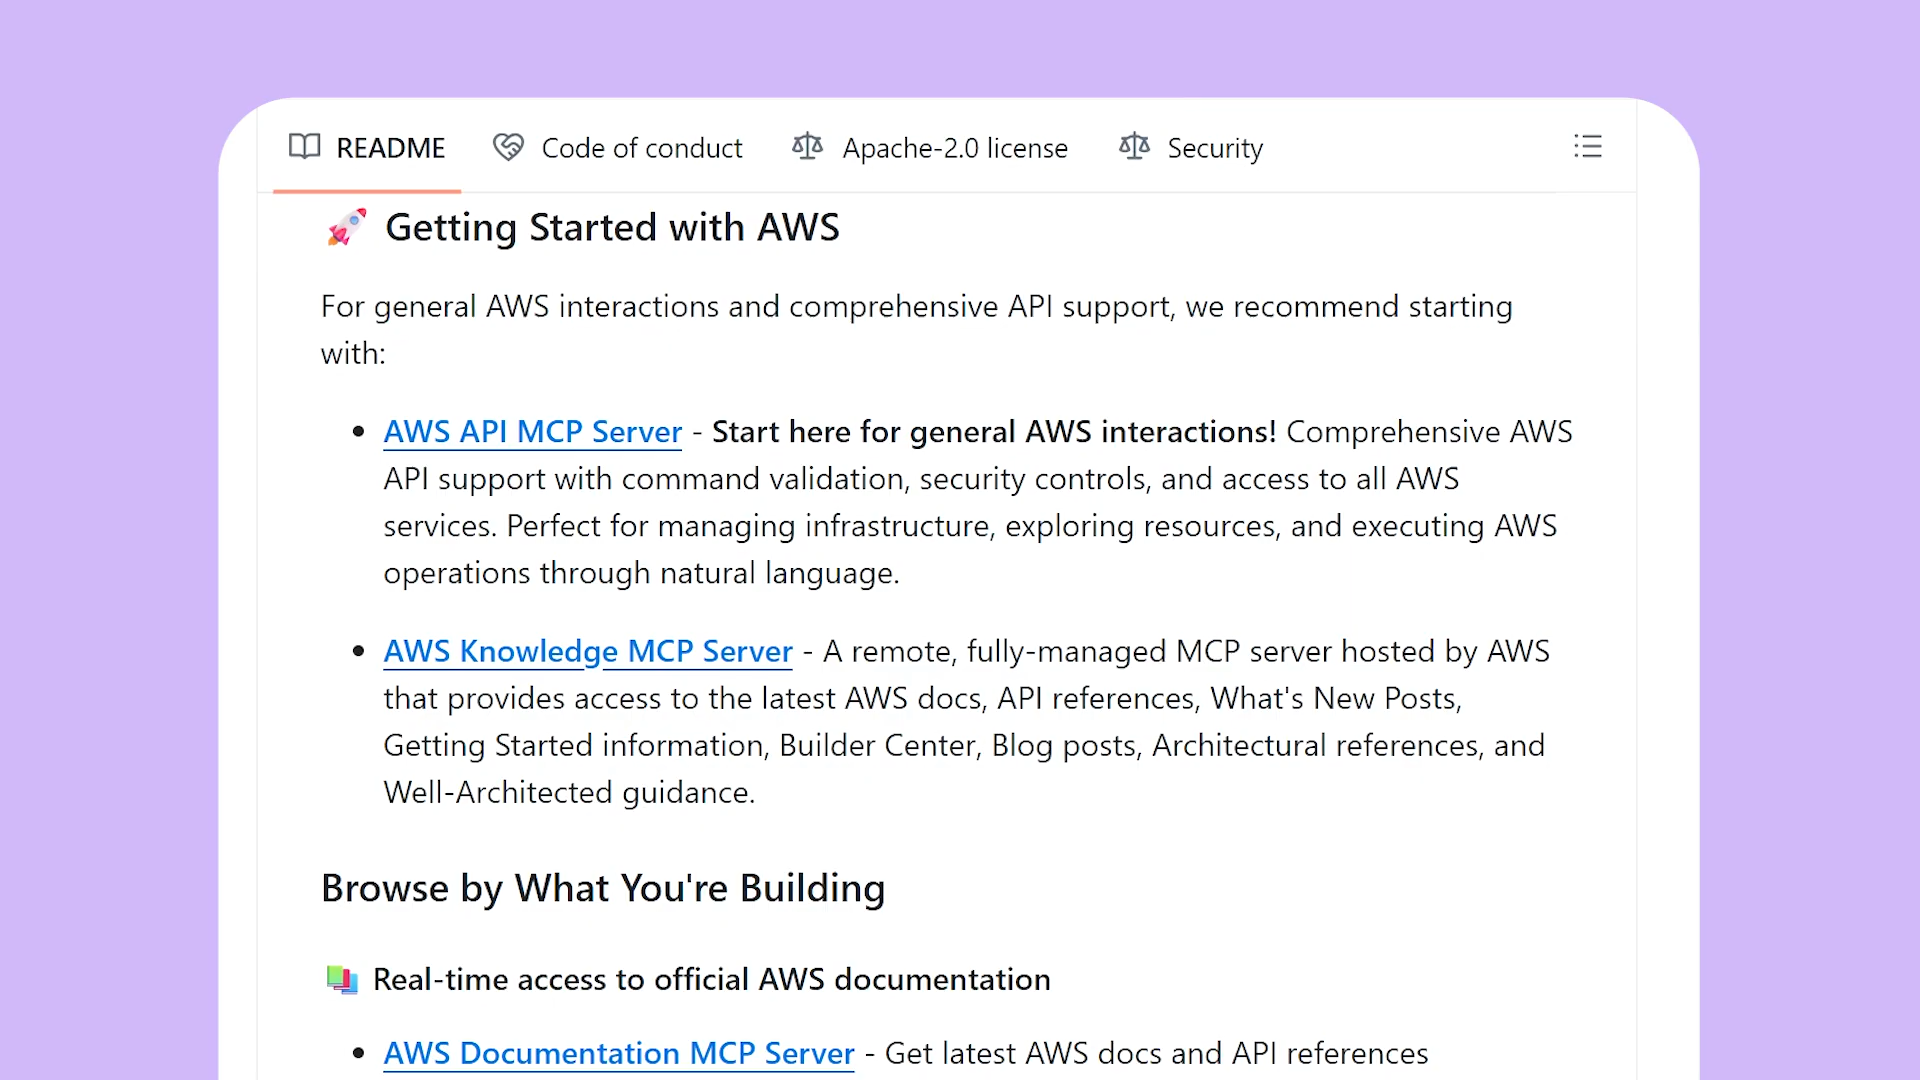 README Code of conduct Apache-2.0 license Security
🚀 Getting Started with AWS
For general AWS interactions and comprehensive API support, we recommend starting
with:
• AWS API MCP Server - Start here for general AWS interactions! Comprehensive AWS
API support with command validation, security controls, and access to all AWS
services. Perfect for managing infrastructure, exploring resources, and executing AWS
operations through natural language.
• AWS Knowledge MCP Server - A remote, fully-managed MCP server hosted by AWS
that provides access to the latest AWS docs, API references, What's New Posts,
Getting Started information, Builder Center, Blog posts, Architectural references, and
Well-Architected guidance.
Browse by What You're Building
📚 Real-time access to official AWS documentation
• AWS Documentation MCP Server - Get latest AWS docs and API references